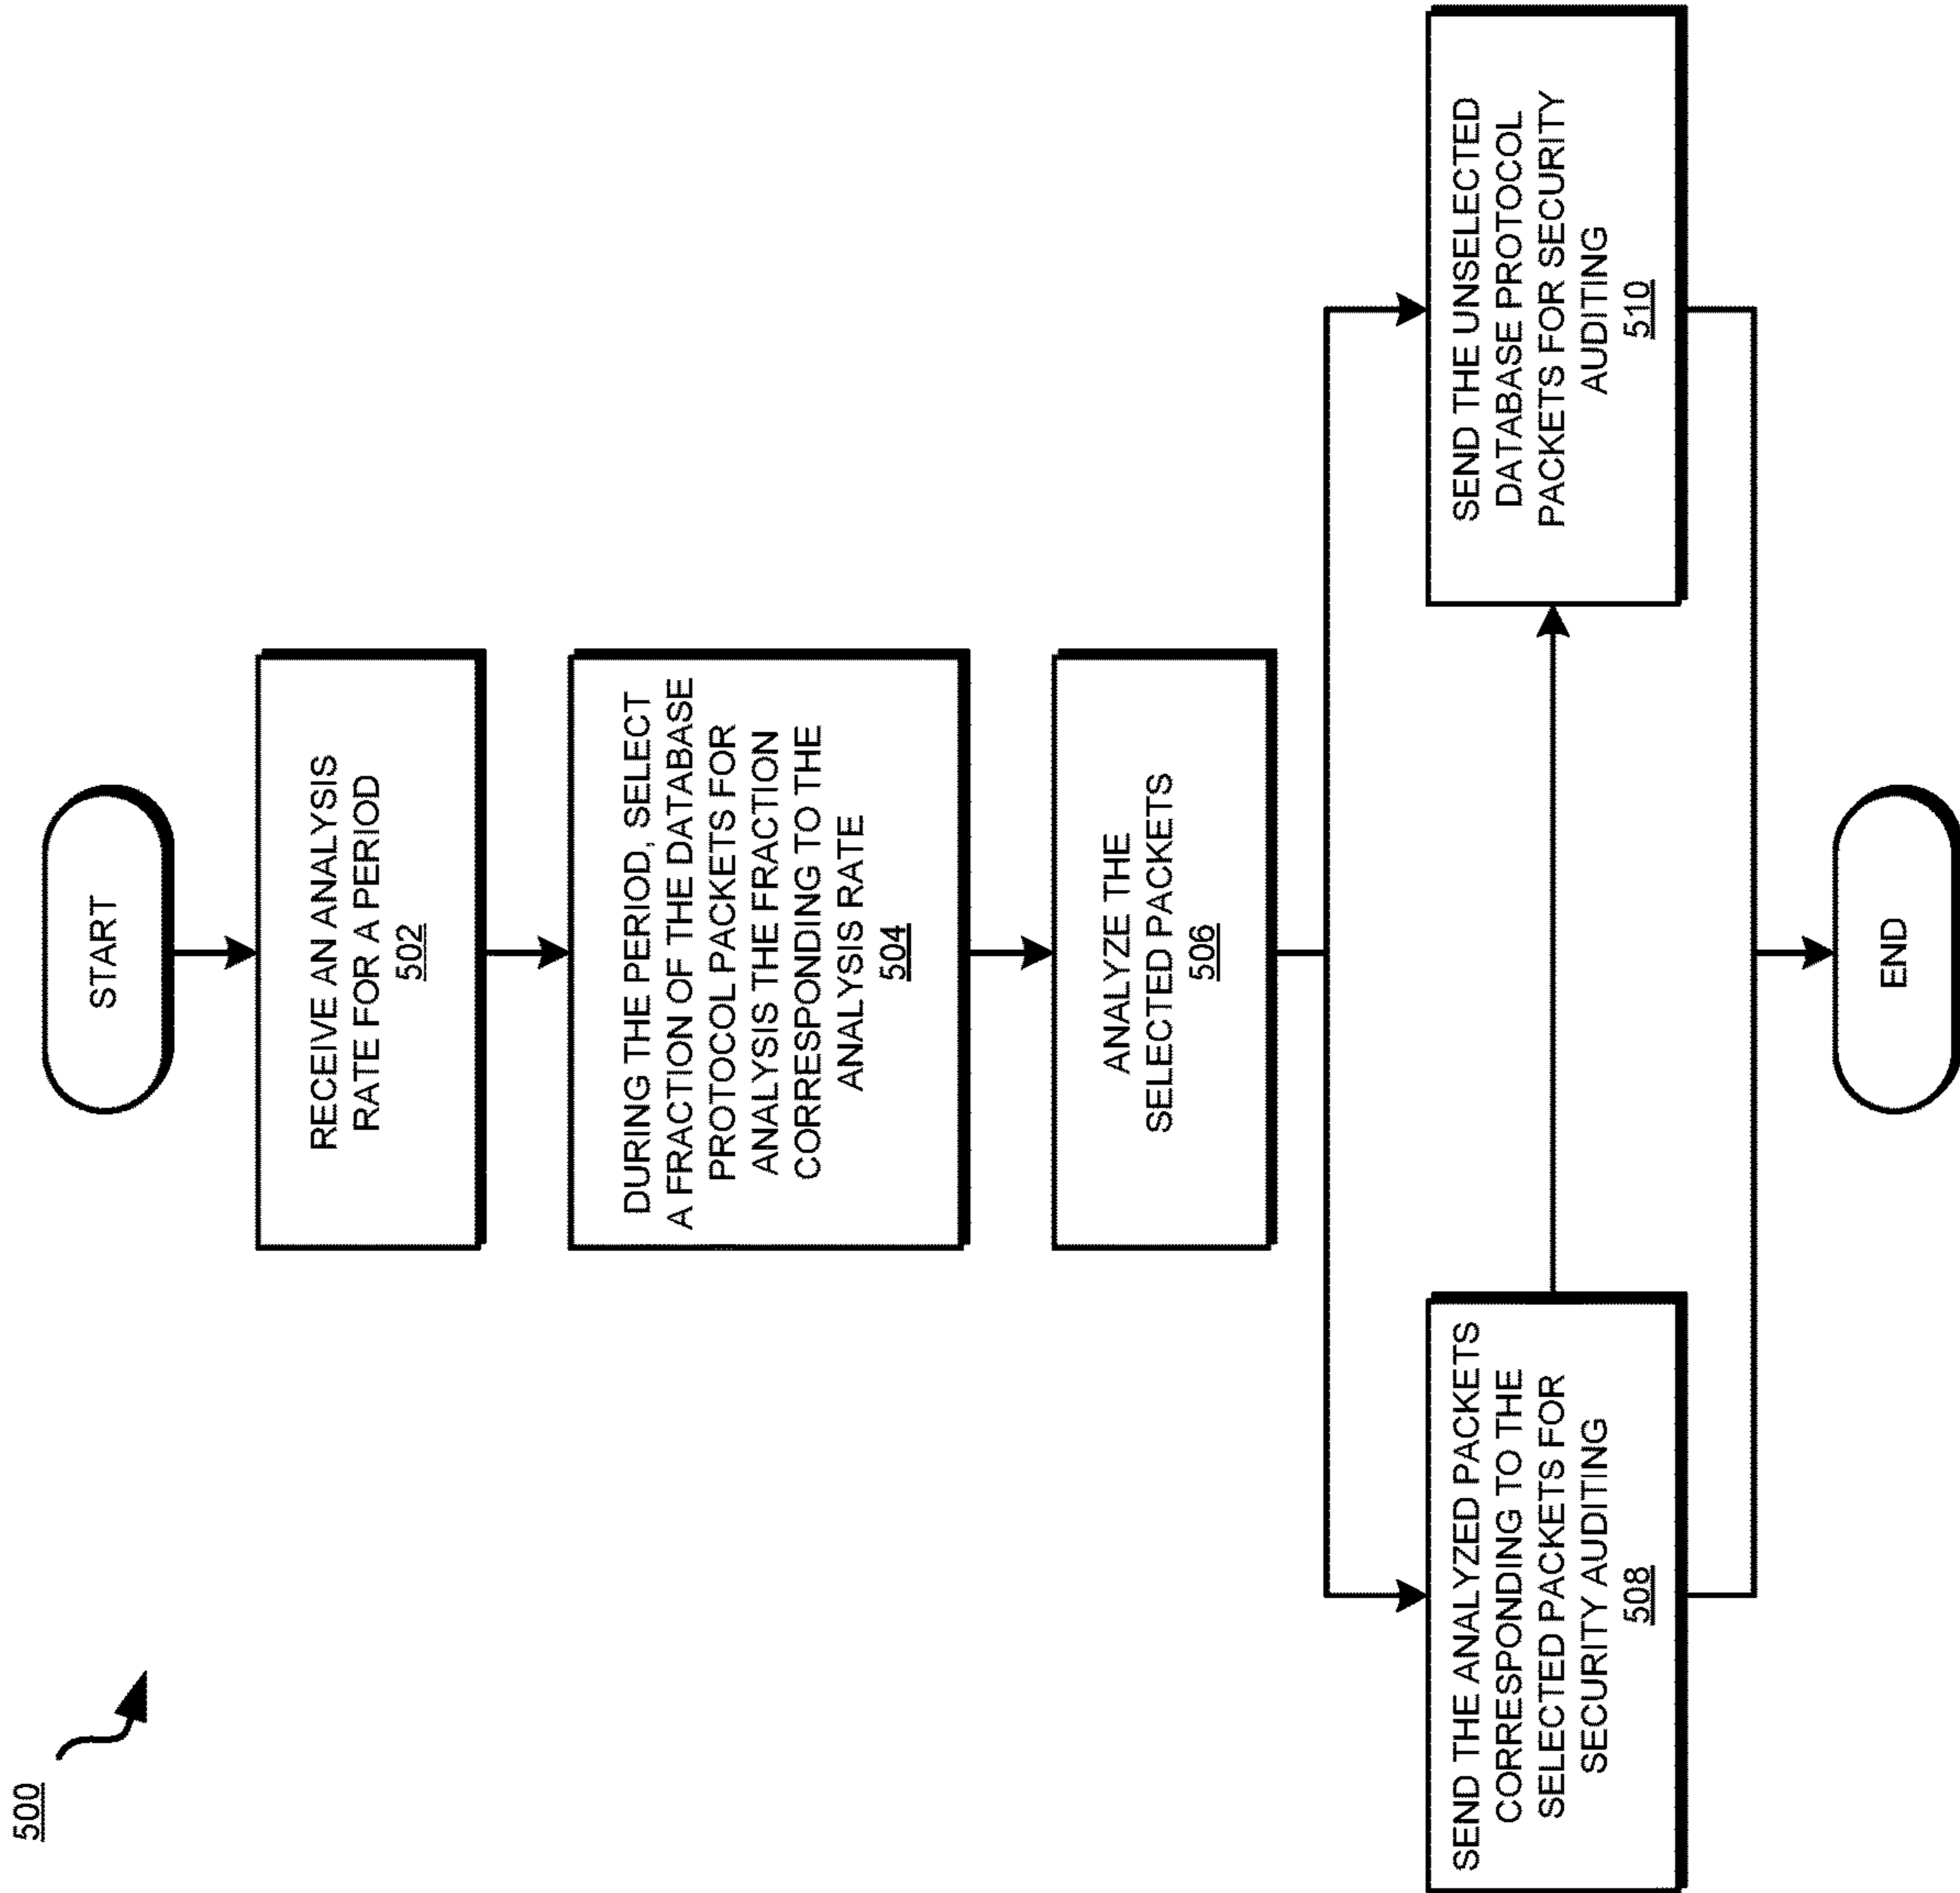 500
START
RECEIVE AN ANALYSIS
RATE FOR A PERIOD
502
DURING THE PERIOD, SELECT
A FRACTION OF THE DATABASE
PROTOCOL PACKETS FOR
ANALYSIS THE FRACTION
CORRESPONDING TO THE
ANALYSIS RATE
504
ANALYZE THE
SELECTED PACKETS
506
SEND THE ANALYZED PACKETS
CORRESPONDING TO THE
SELECTED PACKETS FOR
SECURITY AUDITING
508
SEND THE UNSELECTED
DATABASE PROTOCOL
PACKETS FOR SECURITY
AUDITING
510
END